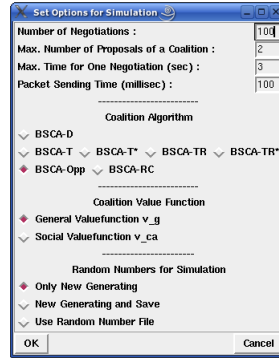 Set Options for Simulation
Number of Negotiations : 100
Max. Number of Proposals of a Coalition : 2
Max. Time for One Negotiation (sec) : 3
Packet Sending Time (millisec) : 100
-----------------------
Coalition Algorithm
BSCA-D
BSCA-T BSCA-T* BSCA-TR BSCA-TR*
BSCA-Opp BSCA-RC
-----------------------
Coalition Value Function
General Valuefunction v_g
Social Valuefunction v_ca
---------------------
Random Numbers for Simulation
Only New Generating
New Generating and Save
Use Random Number File
OK Cancel